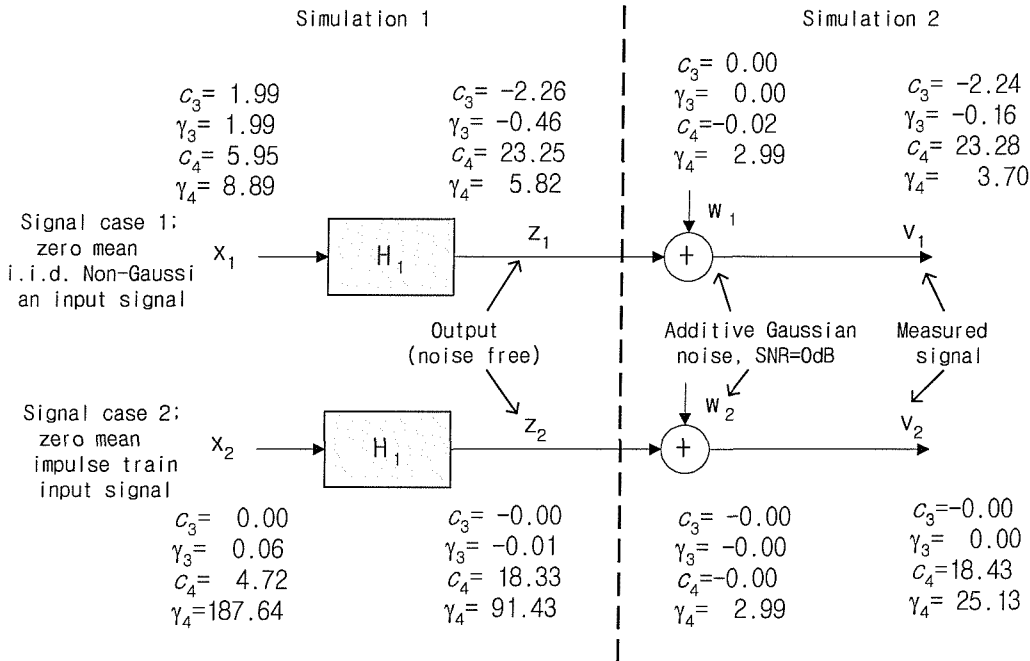 Simulation 1
Simulation 2
c3= 1.99
γ3= 1.99
c4= 5.95
γ4= 8.89
c3= -2.26
γ3= -0.46
c4= 23.25
γ4= 5.82
c3= 0.00
γ3= 0.00
c4=-0.02
γ4= 2.99
c3= -2.24
γ3= -0.16
c4= 23.28
γ4= 3.70
Signal case 1;
zero mean
i.i.d. Non-Gaussi
an input signal
x1
H1
z1
w1
+
v1
Output
(noise free)
Additive Gaussian
noise, SNR=0dB
Measured
signal
Signal case 2;
zero mean
impulse train
input signal
x2
H1
z2
w2
+
v2
c3= 0.00
γ3= 0.06
c4= 4.72
γ4=187.64
c3= -0.00
γ3= -0.01
c4= 18.33
γ4= 91.43
c3= -0.00
γ3= -0.00
c4=-0.00
γ4= 2.99
c3=-0.00
γ3= 0.00
c4=18.43
γ4= 25.13